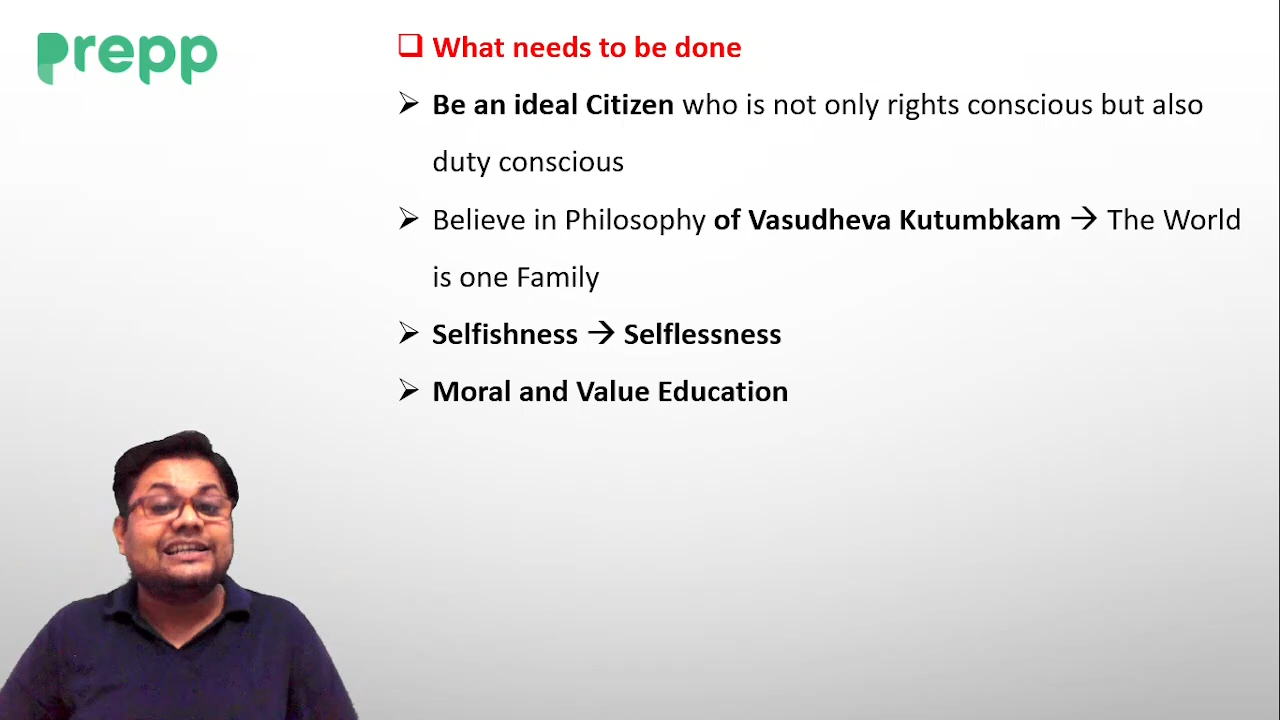 prepp
❑ What needs to be done
➢ Be an ideal Citizen who is not only rights conscious but also
duty conscious
➢ Believe in Philosophy of Vasudheva Kutumbkam → The World
is one Family
➢ Selfishness → Selflessness
➢ Moral and Value Education